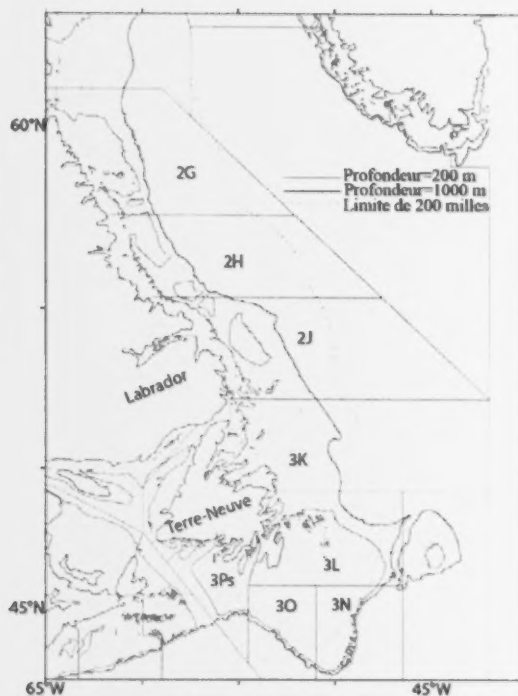 60°N
2G
Profondeur=200 m
Profondeur=1000 m
Limite de 200 milles
2H
2J
Labrador
3K
Terre-Neuve
3L
3Ps
45°N
3O
3N
65°W
45°W